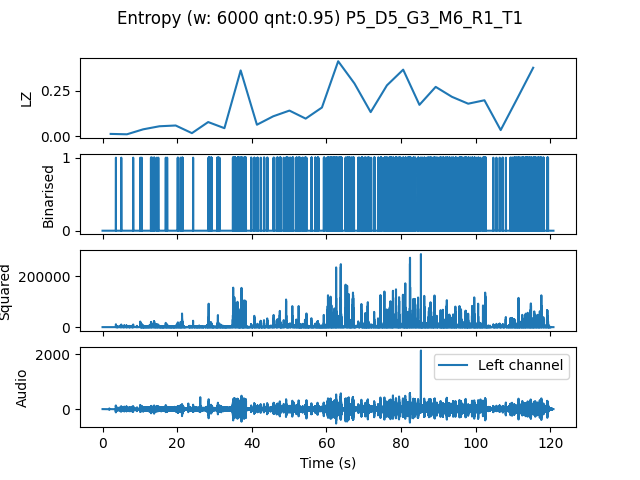 Entropy (w: 6000 qnt:0.95) P5_D5_G3_M6_R1_T1
LZ
0.25
0.00
Binarised
1
0
Squared
200000
0
Audio
2000
0
Left channel
0 20 40 60 80 100 120
Time (s)